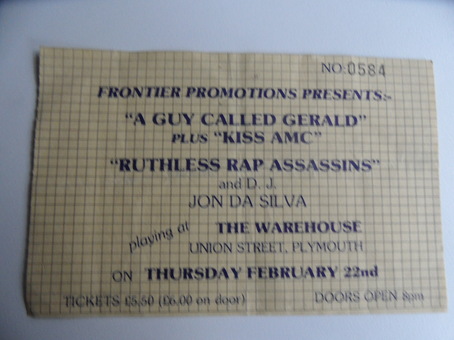 NO:0584
FRONTIER PROMOTIONS PRESENTS:-
"A GUY CALLED GERALD"
PLUS "KISS AMC"
"RUTHLESS RAP ASSASSINS"
and D. J.
JON DA SILVA
playing at THE WAREHOUSE
UNION STREET, PLYMOUTH
ON THURSDAY FEBRUARY 22nd
TICKETS £5.50 (£6.00 on door) DOORS OPEN 8pm